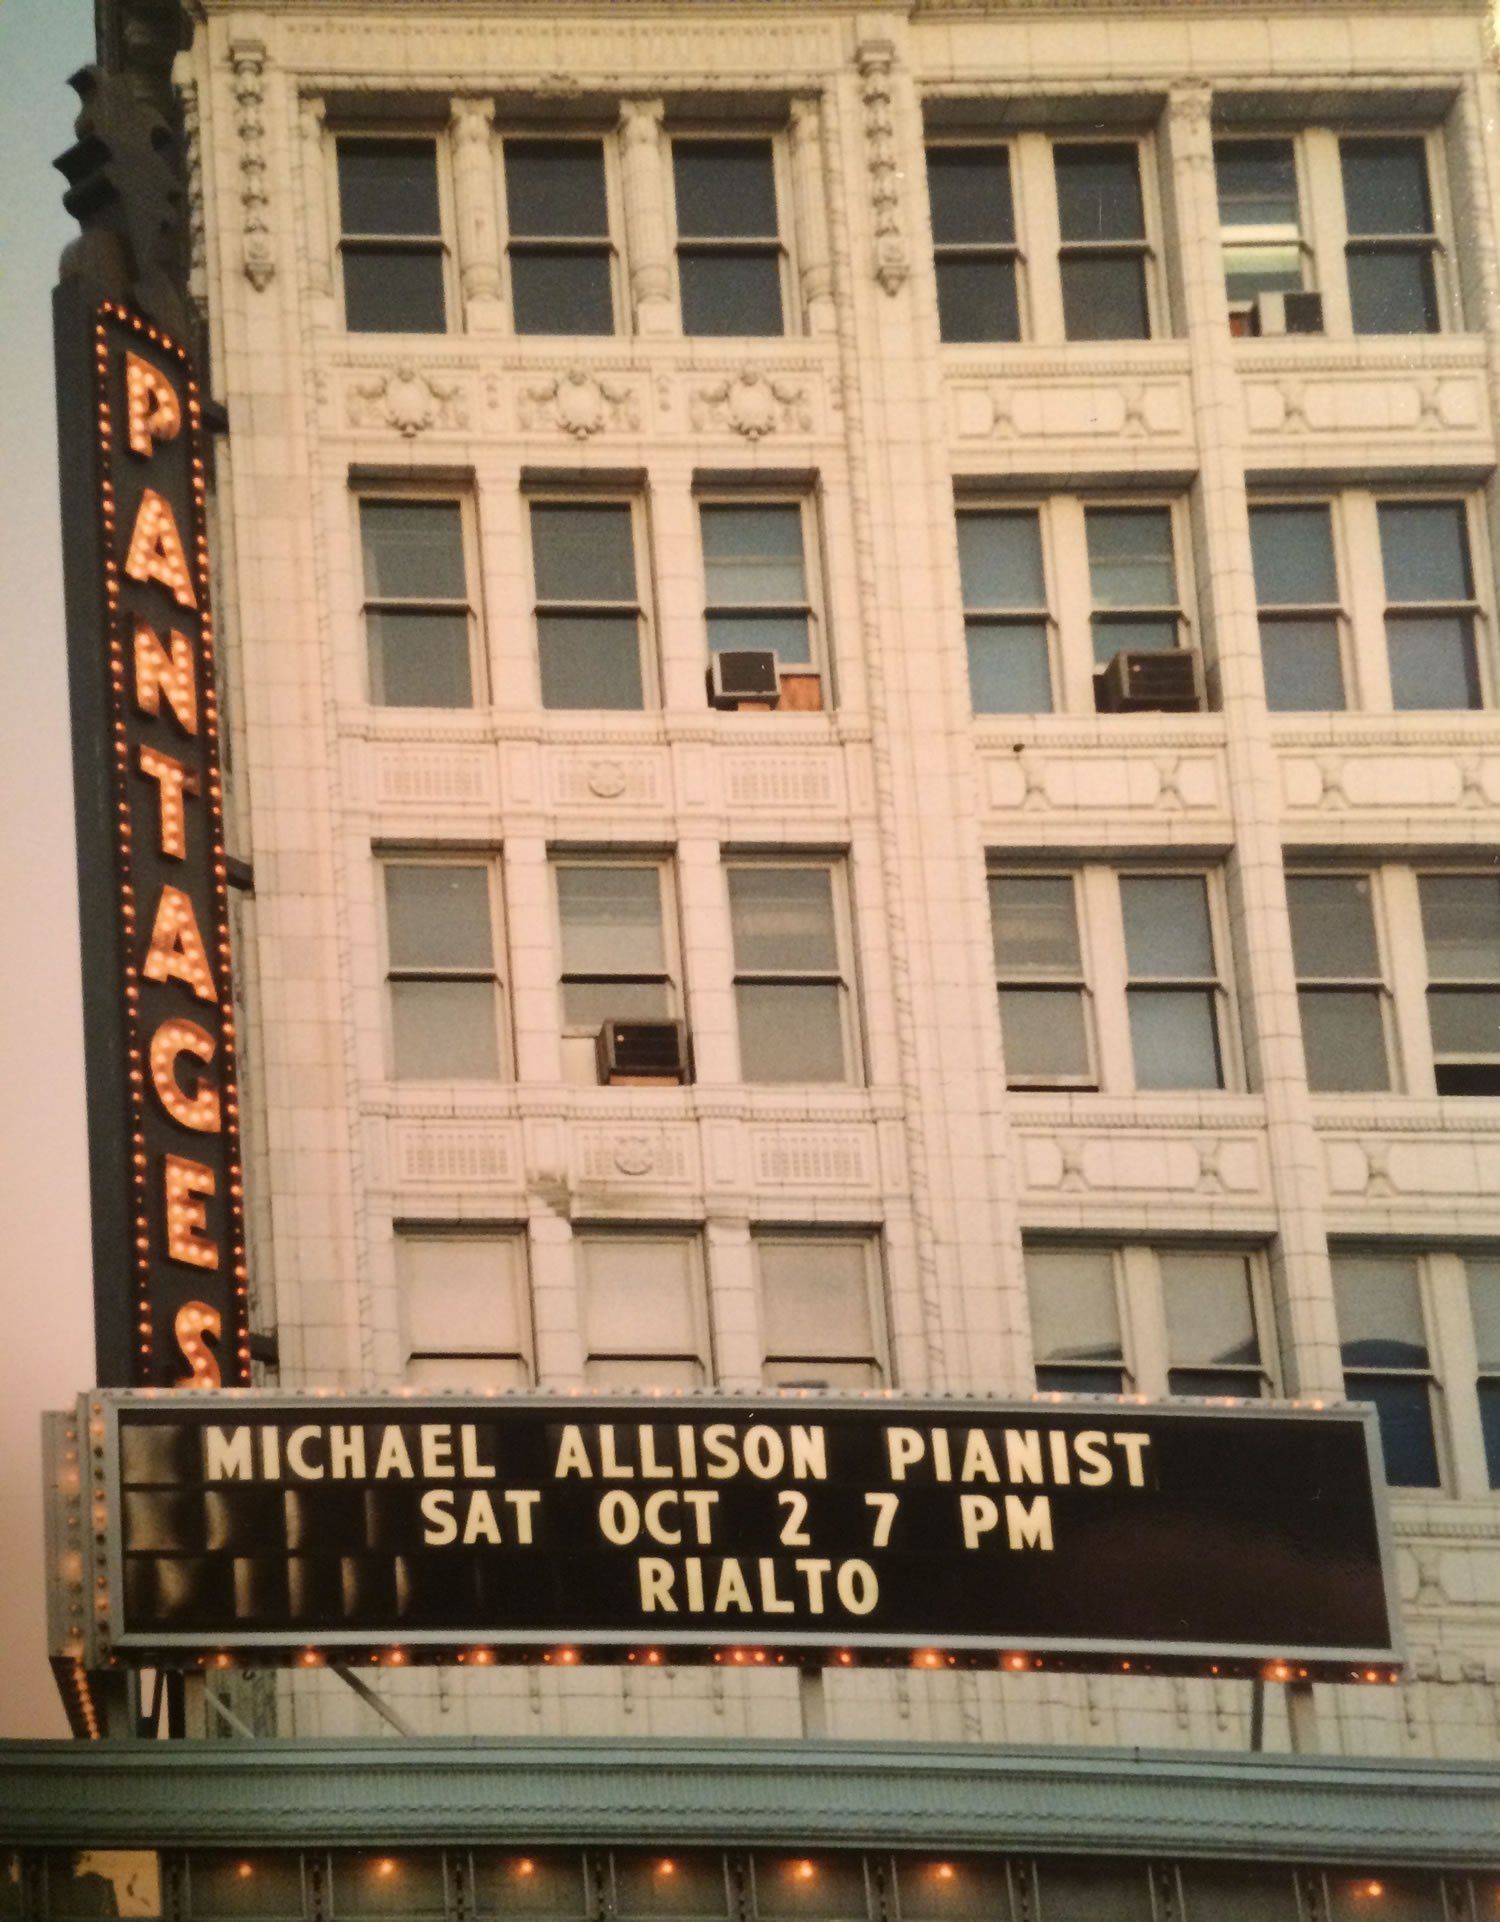 PANTAGES
MICHAEL ALLISON PIANIST
SAT OCT 2 7 PM
RIALTO